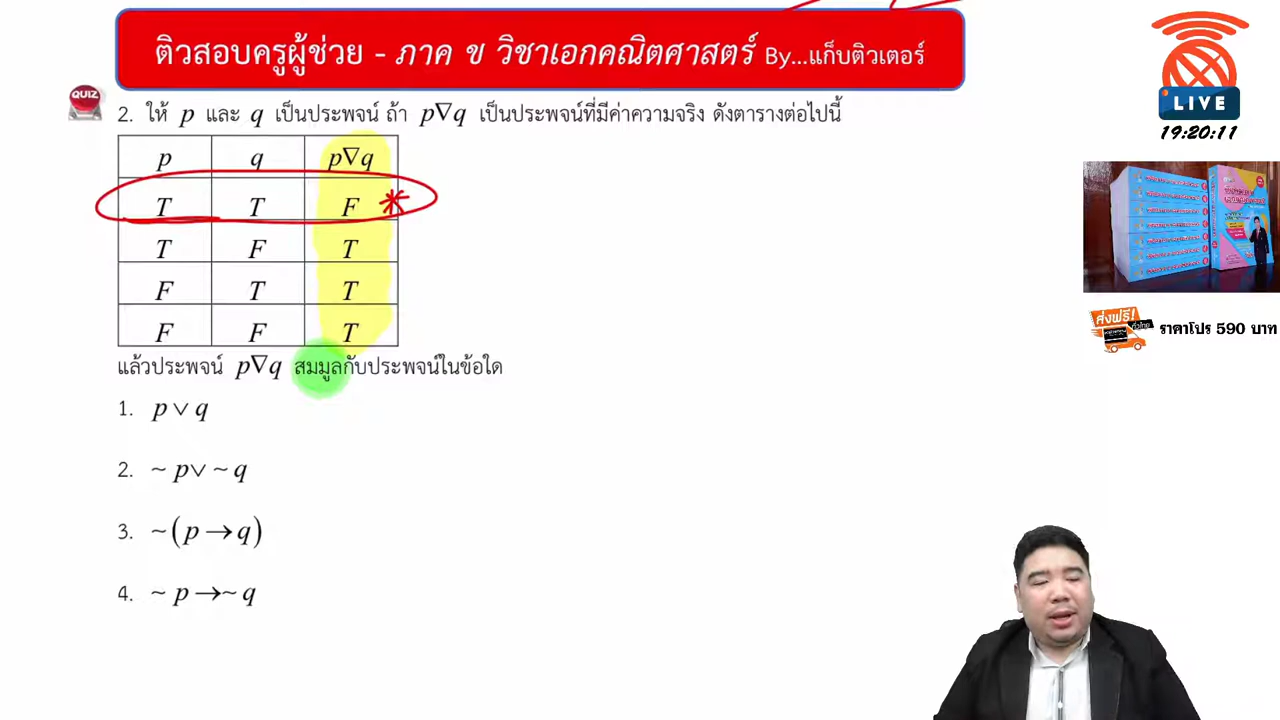 ติวสอบครูผู้ช่วย - ภาค ข วิชาเอกคณิตศาสตร์ By...แก็บติวเตอร์
LIVE
19:20:11
QUIZ
2. ให้ p และ q เป็นประพจน์ ถ้า p∇q เป็นประพจน์ที่มีค่าความจริง ดังตารางต่อไปนี้
p q p∇q
T T F *
T F T
F T T
F F T
แล้วประพจน์ p∇q สมมูลกับประพจน์ในข้อใด
1. p ∨ q
2. ~ p ∨ ~ q
3. ~ (p → q)
4. ~ p → ~ q
ส่งฟรี!
ราคาโปร 590 บาท